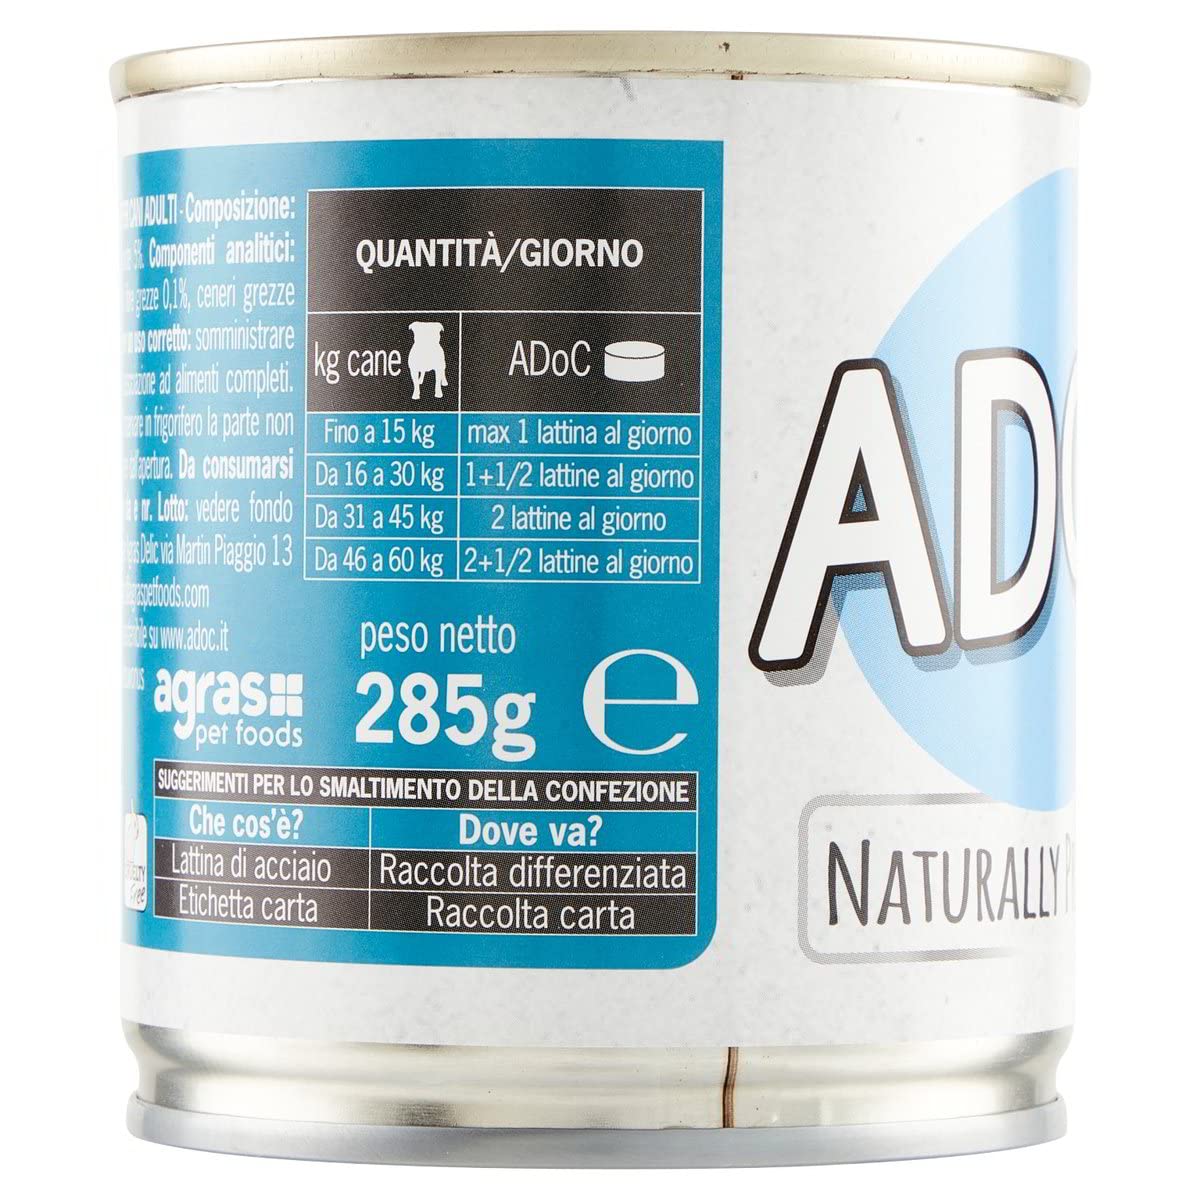 CANI ADULTI - Composizione:
5%. Componenti analitici:
grezze 0,1%, ceneri grezze
uso corretto: somministrare
ad alimenti completi.
in frigorifero la parte non
dall'apertura. Da consumarsi
e nr. Lotto: vedere fondo
Agras Delic via Martin Piaggio 13
su www.adoc.it
agras
pet foods
QUANTITÀ/GIORNO
kg cane ADoC
Fino a 15 kg max 1 lattina al giorno
Da 16 a 30 kg 1+1/2 lattine al giorno
Da 31 a 45 kg 2 lattine al giorno
Da 46 a 60 kg 2+1/2 lattine al giorno
peso netto
285g e
SUGGERIMENTI PER LO SMALTIMENTO DELLA CONFEZIONE
Che cos'è? Dove va?
Lattina di acciaio Raccolta differenziata
Etichetta carta Raccolta carta
free
ADO
NATURALLY P